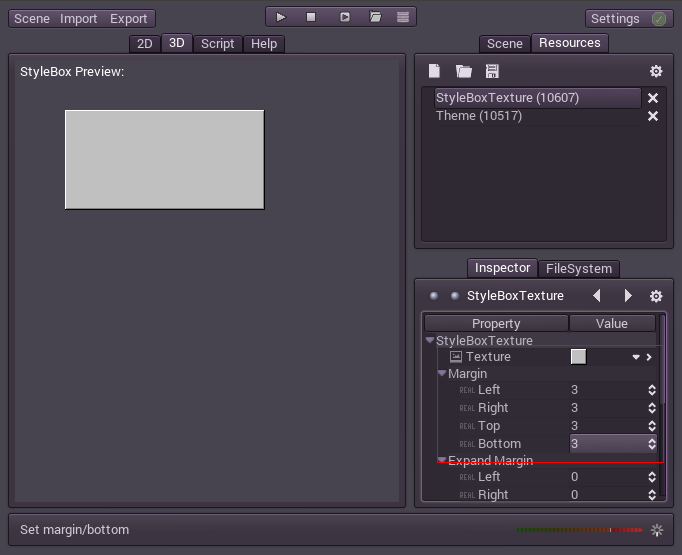 Scene Import Export
Settings
2D 3D Script Help
Scene Resources
StyleBox Preview:
StyleBoxTexture (10607)
Theme (10517)
Inspector FileSystem
StyleBoxTexture
Property Value
StyleBoxTexture
Texture
Margin
REAL Left 3
REAL Right 3
REAL Top 3
REAL Bottom 3
Expand Margin
REAL Left 0
REAL Right 0
Set margin/bottom